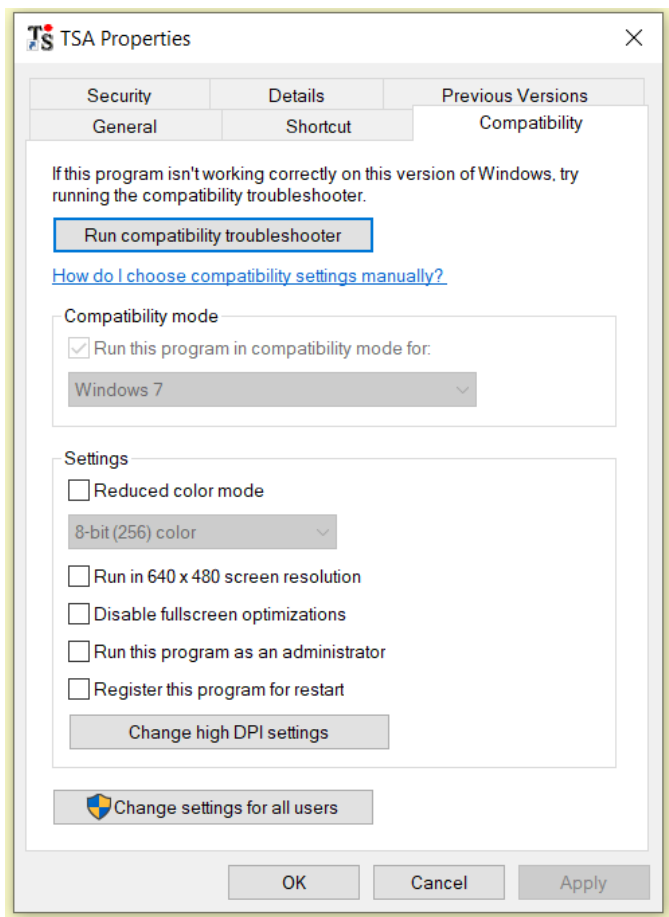 TS TSA Properties
Security Details Previous Versions
General Shortcut Compatibility
If this program isn't working correctly on this version of Windows, try
running the compatibility troubleshooter.
Run compatibility troubleshooter
How do I choose compatibility settings manually?
Compatibility mode
Run this program in compatibility mode for:
Windows 7
Settings
Reduced color mode
8-bit (256) color
Run in 640 x 480 screen resolution
Disable fullscreen optimizations
Run this program as an administrator
Register this program for restart
Change high DPI settings
Change settings for all users
OK Cancel Apply